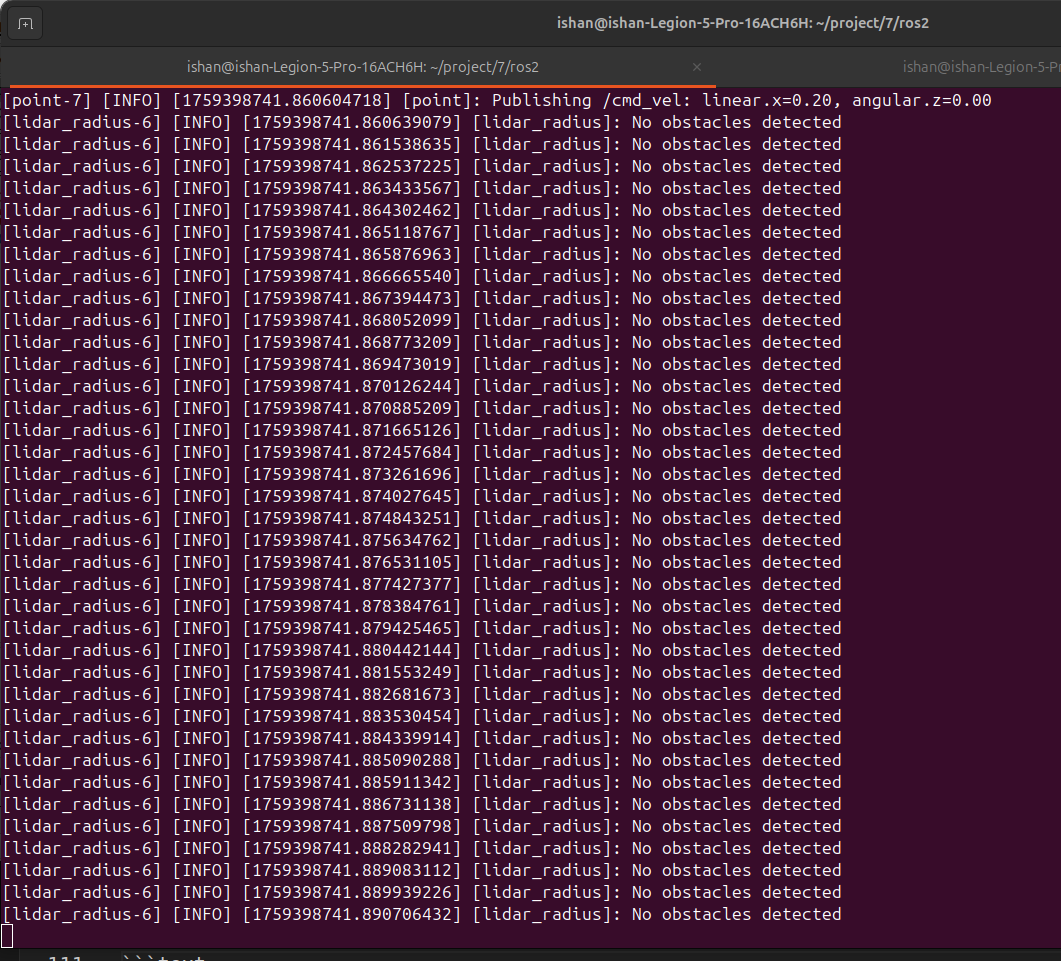 ishan@ishan-Legion-5-Pro-16ACH6H: ~/project/7/ros2
ishan@ishan-Legion-5-Pro-16ACH6H: ~/project/7/ros2 × ishan@ishan-Legion-5-Pr
[point-7] [INFO] [1759398741.860604718] [point]: Publishing /cmd_vel: linear.x=0.20, angular.z=0.00
[lidar_radius-6] [INFO] [1759398741.860639079] [lidar_radius]: No obstacles detected
[lidar_radius-6] [INFO] [1759398741.861538635] [lidar_radius]: No obstacles detected
[lidar_radius-6] [INFO] [1759398741.862537225] [lidar_radius]: No obstacles detected
[lidar_radius-6] [INFO] [1759398741.863433567] [lidar_radius]: No obstacles detected
[lidar_radius-6] [INFO] [1759398741.864302462] [lidar_radius]: No obstacles detected
[lidar_radius-6] [INFO] [1759398741.865118767] [lidar_radius]: No obstacles detected
[lidar_radius-6] [INFO] [1759398741.865876963] [lidar_radius]: No obstacles detected
[lidar_radius-6] [INFO] [1759398741.866665540] [lidar_radius]: No obstacles detected
[lidar_radius-6] [INFO] [1759398741.867394473] [lidar_radius]: No obstacles detected
[lidar_radius-6] [INFO] [1759398741.868052099] [lidar_radius]: No obstacles detected
[lidar_radius-6] [INFO] [1759398741.868773209] [lidar_radius]: No obstacles detected
[lidar_radius-6] [INFO] [1759398741.869473019] [lidar_radius]: No obstacles detected
[lidar_radius-6] [INFO] [1759398741.870126244] [lidar_radius]: No obstacles detected
[lidar_radius-6] [INFO] [1759398741.870885209] [lidar_radius]: No obstacles detected
[lidar_radius-6] [INFO] [1759398741.871665126] [lidar_radius]: No obstacles detected
[lidar_radius-6] [INFO] [1759398741.872457684] [lidar_radius]: No obstacles detected
[lidar_radius-6] [INFO] [1759398741.873261696] [lidar_radius]: No obstacles detected
[lidar_radius-6] [INFO] [1759398741.874027645] [lidar_radius]: No obstacles detected
[lidar_radius-6] [INFO] [1759398741.874843251] [lidar_radius]: No obstacles detected
[lidar_radius-6] [INFO] [1759398741.875634762] [lidar_radius]: No obstacles detected
[lidar_radius-6] [INFO] [1759398741.876531105] [lidar_radius]: No obstacles detected
[lidar_radius-6] [INFO] [1759398741.877427377] [lidar_radius]: No obstacles detected
[lidar_radius-6] [INFO] [1759398741.878384761] [lidar_radius]: No obstacles detected
[lidar_radius-6] [INFO] [1759398741.879425465] [lidar_radius]: No obstacles detected
[lidar_radius-6] [INFO] [1759398741.880442144] [lidar_radius]: No obstacles detected
[lidar_radius-6] [INFO] [1759398741.881553249] [lidar_radius]: No obstacles detected
[lidar_radius-6] [INFO] [1759398741.882681673] [lidar_radius]: No obstacles detected
[lidar_radius-6] [INFO] [1759398741.883530454] [lidar_radius]: No obstacles detected
[lidar_radius-6] [INFO] [1759398741.884339914] [lidar_radius]: No obstacles detected
[lidar_radius-6] [INFO] [1759398741.885090288] [lidar_radius]: No obstacles detected
[lidar_radius-6] [INFO] [1759398741.885911342] [lidar_radius]: No obstacles detected
[lidar_radius-6] [INFO] [1759398741.886731138] [lidar_radius]: No obstacles detected
[lidar_radius-6] [INFO] [1759398741.887509798] [lidar_radius]: No obstacles detected
[lidar_radius-6] [INFO] [1759398741.888282941] [lidar_radius]: No obstacles detected
[lidar_radius-6] [INFO] [1759398741.889083112] [lidar_radius]: No obstacles detected
[lidar_radius-6] [INFO] [1759398741.889939226] [lidar_radius]: No obstacles detected
[lidar_radius-6] [INFO] [1759398741.890706432] [lidar_radius]: No obstacles detected
111 ```text